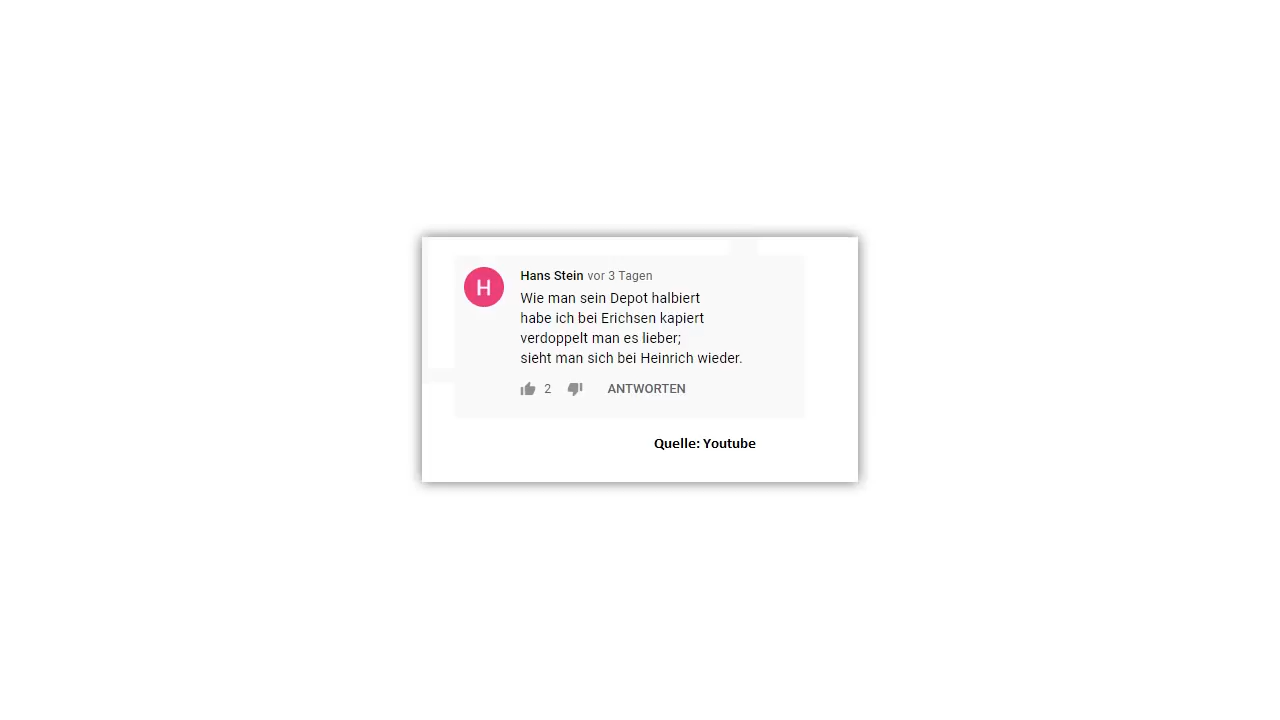 H
Hans Stein vor 3 Tagen
Wie man sein Depot halbiert
habe ich bei Erichsen kapiert
verdoppelt man es lieber;
sieht man sich bei Heinrich wieder.
2 ANTWORTEN
Quelle: Youtube